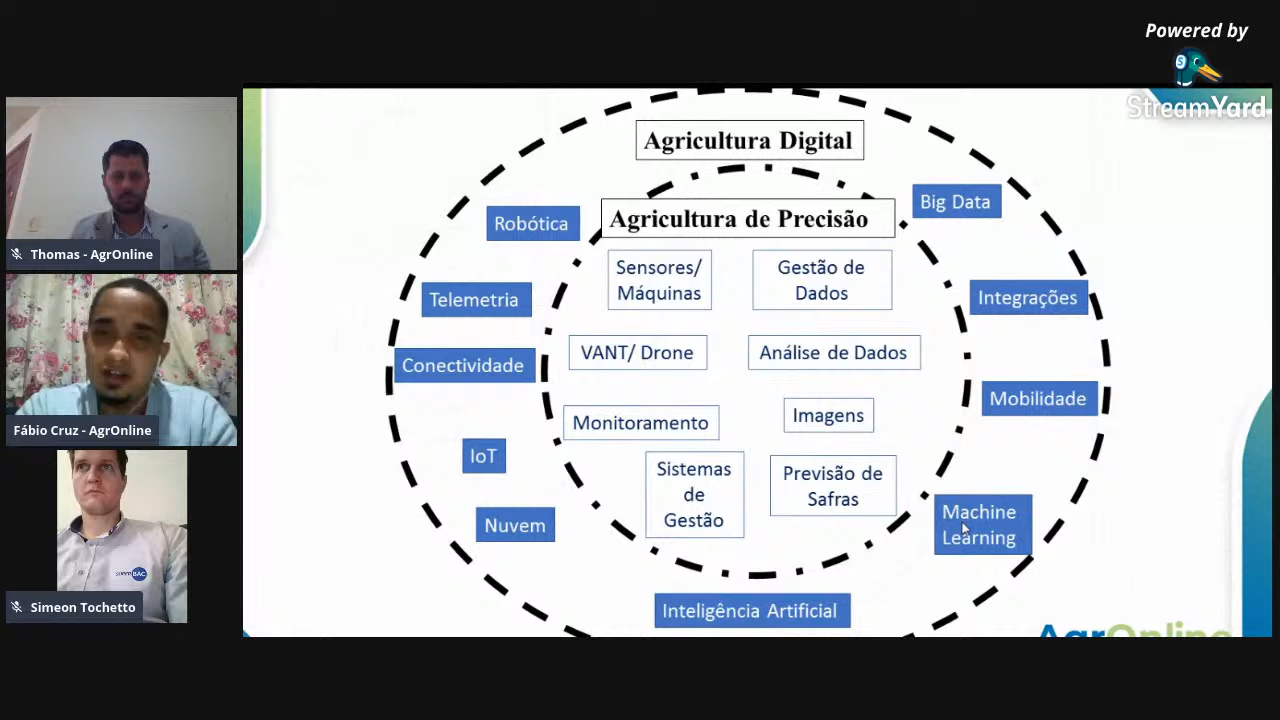 Powered by
StreamYard
Thomas - AgrOnline
Fábio Cruz - AgrOnline
Simeon Tochetto
Agricultura Digital
Agricultura de Precisão
Robótica
Big Data
Sensores/
Máquinas
Gestão de
Dados
Telemetria
Integrações
VANT/ Drone
Análise de Dados
Conectividade
Mobilidade
Monitoramento
Imagens
IoT
Sistemas
de
Gestão
Previsão de
Safras
Nuvem
Machine
Learning
Inteligência Artificial
AgrOnline